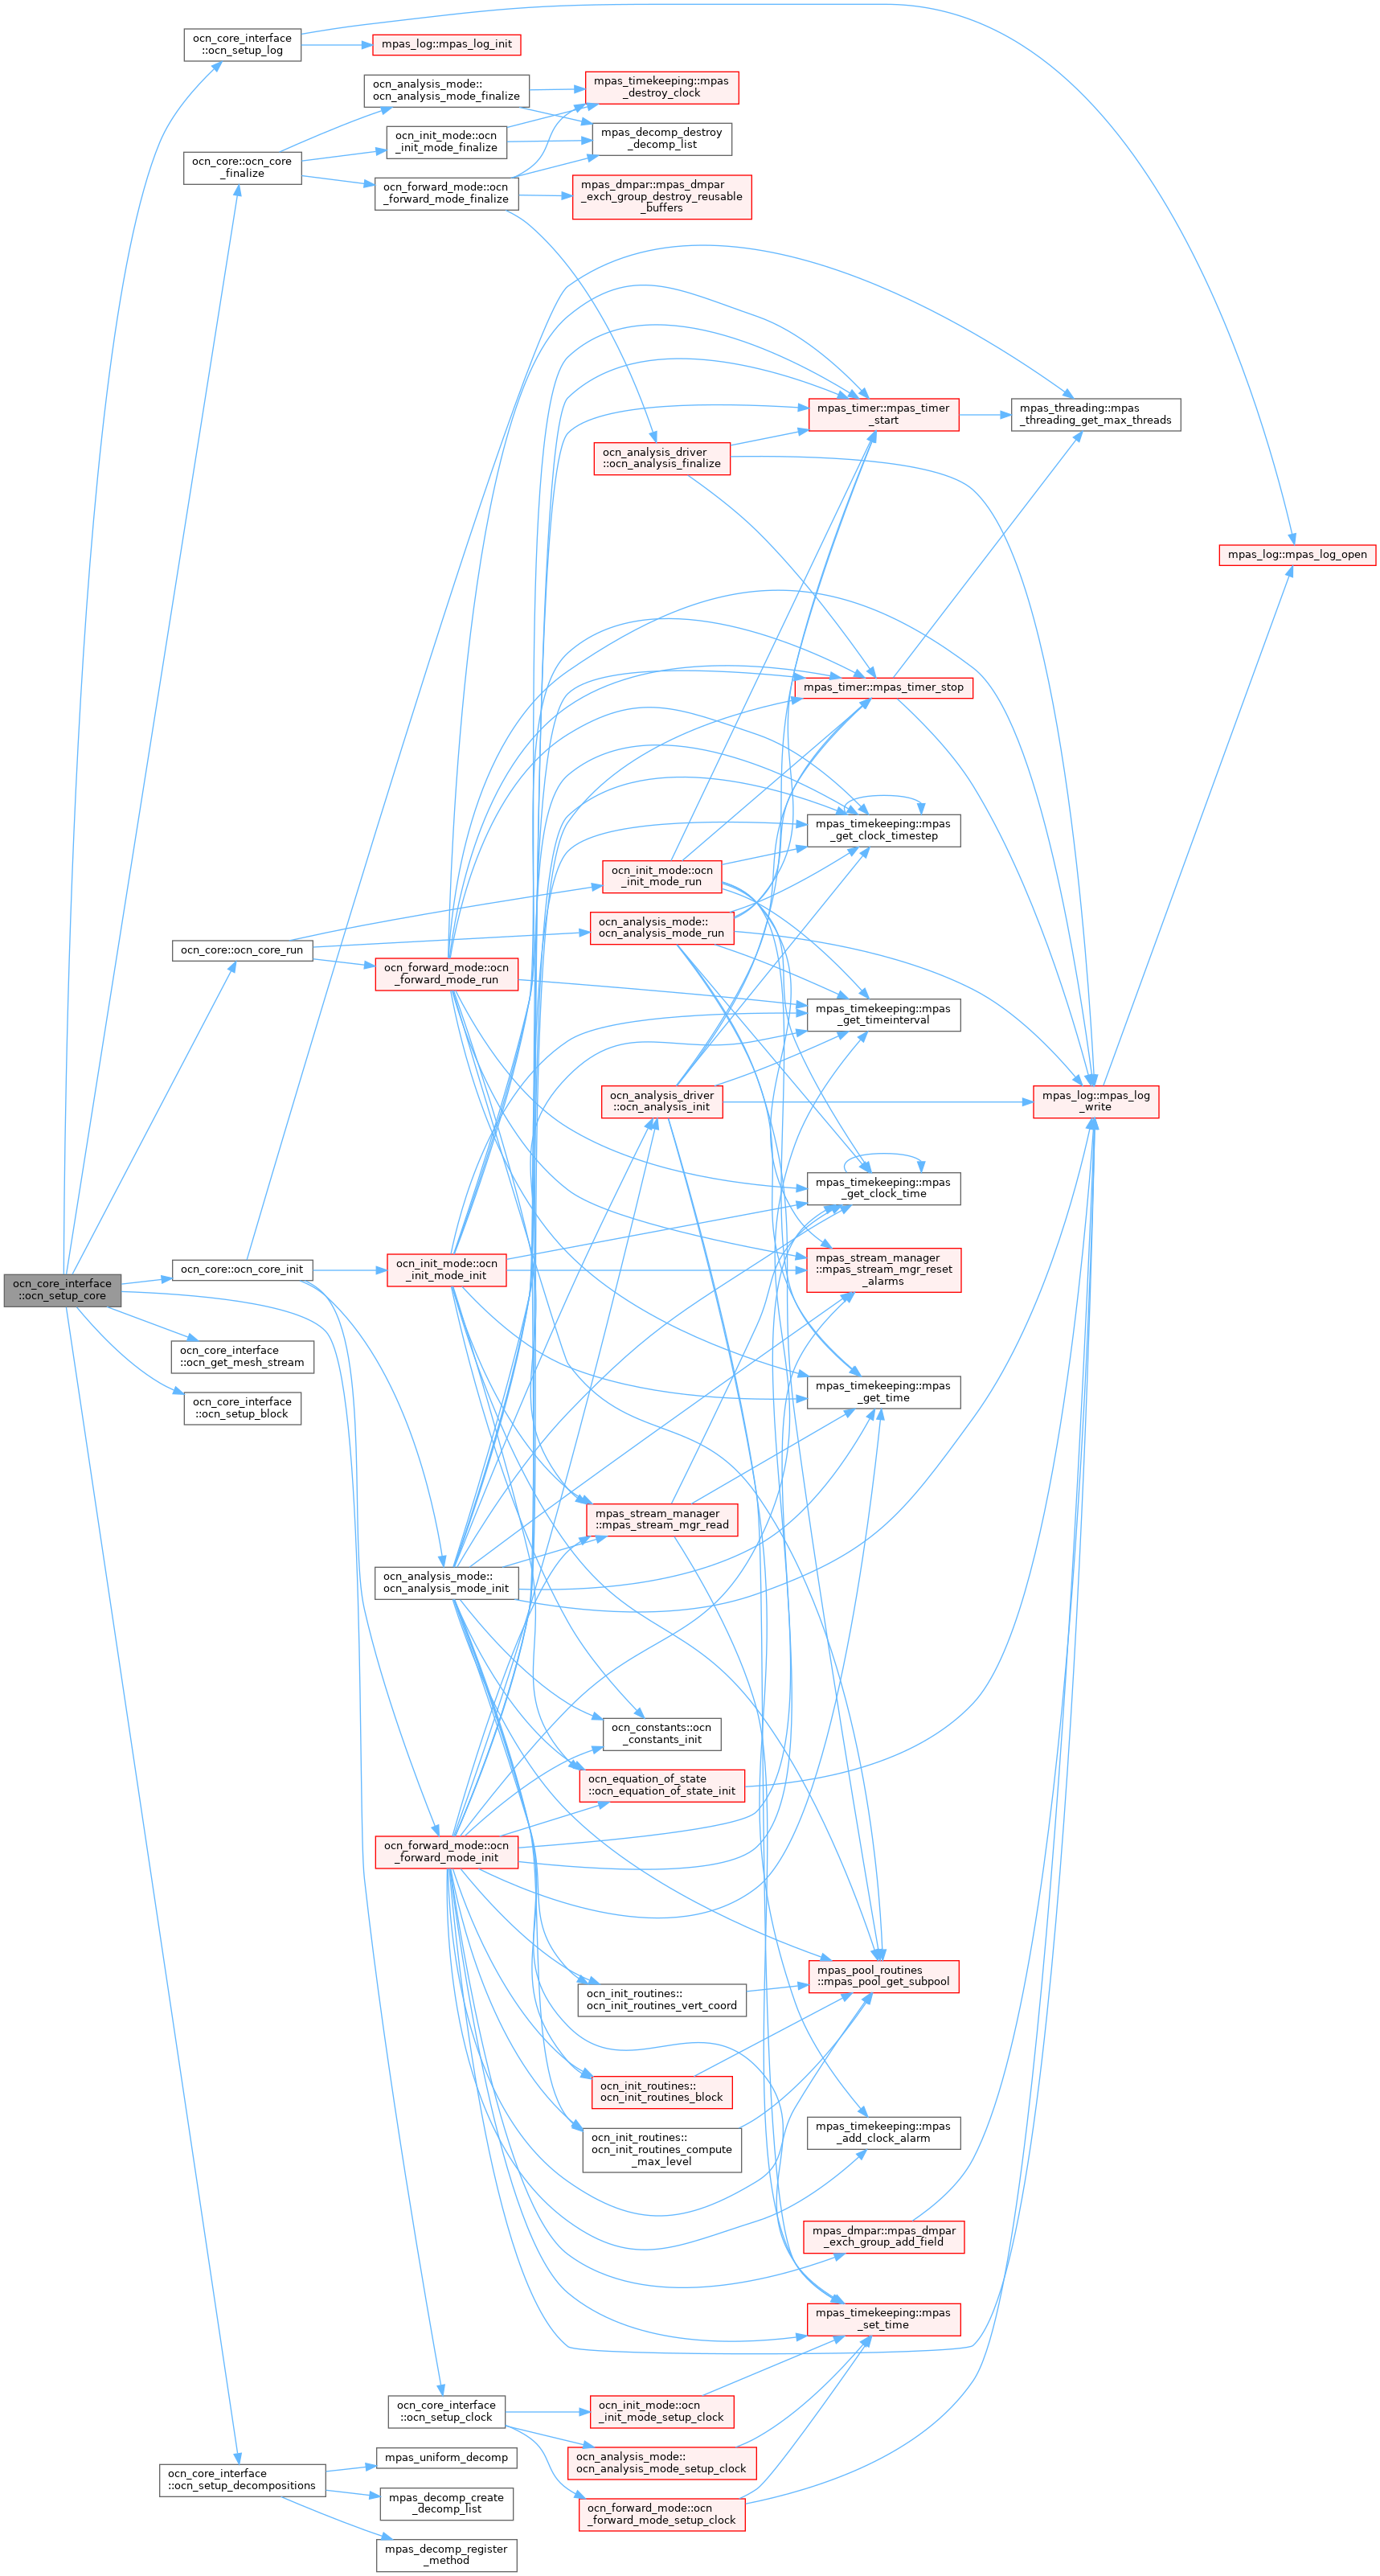 ocn_core_interface
::ocn_setup_log
mpas_log::mpas_log_init
ocn_analysis_mode::
ocn_analysis_mode_finalize
mpas_timekeeping::mpas
_destroy_clock
ocn_init_mode::ocn
_init_mode_finalize
mpas_decomp_destroy
_decomp_list
ocn_core::ocn_core
_finalize
ocn_forward_mode::ocn
_forward_mode_finalize
mpas_dmpar::mpas_dmpar
_exch_group_destroy_reusable
_buffers
mpas_timer::mpas_timer
_start
mpas_threading::mpas
_threading_get_max_threads
ocn_analysis_driver
::ocn_analysis_finalize
mpas_log::mpas_log_open
mpas_timer::mpas_timer_stop
mpas_timekeeping::mpas
_get_clock_timestep
ocn_init_mode::ocn
_init_mode_run
ocn_analysis_mode::
ocn_analysis_mode_run
ocn_core::ocn_core_run
ocn_forward_mode::ocn
_forward_mode_run
mpas_timekeeping::mpas
_get_timeinterval
ocn_analysis_driver
::ocn_analysis_init
mpas_log::mpas_log
_write
mpas_timekeeping::mpas
_get_clock_time
ocn_core::ocn_core_init
ocn_init_mode::ocn
_init_mode_init
mpas_stream_manager
::mpas_stream_mgr_reset
_alarms
ocn_core_interface
::ocn_setup_core
ocn_core_interface
::ocn_get_mesh_stream
ocn_core_interface
::ocn_setup_block
mpas_timekeeping::mpas
_get_time
mpas_stream_manager
::mpas_stream_mgr_read
ocn_analysis_mode::
ocn_analysis_mode_init
ocn_constants::ocn
_constants_init
ocn_equation_of_state
::ocn_equation_of_state_init
ocn_forward_mode::ocn
_forward_mode_init
mpas_pool_routines
::mpas_pool_get_subpool
ocn_init_routines::
ocn_init_routines_vert_coord
ocn_init_routines::
ocn_init_routines_block
mpas_timekeeping::mpas
_add_clock_alarm
ocn_init_routines::
ocn_init_routines_compute
_max_level
mpas_dmpar::mpas_dmpar
_exch_group_add_field
mpas_timekeeping::mpas
_set_time
ocn_core_interface
::ocn_setup_clock
ocn_init_mode::ocn
_init_mode_setup_clock
ocn_analysis_mode::
ocn_analysis_mode_setup_clock
mpas_uniform_decomp
ocn_core_interface
::ocn_setup_decompositions
mpas_decomp_create
_decomp_list
ocn_forward_mode::ocn
_forward_mode_setup_clock
mpas_decomp_register
_method